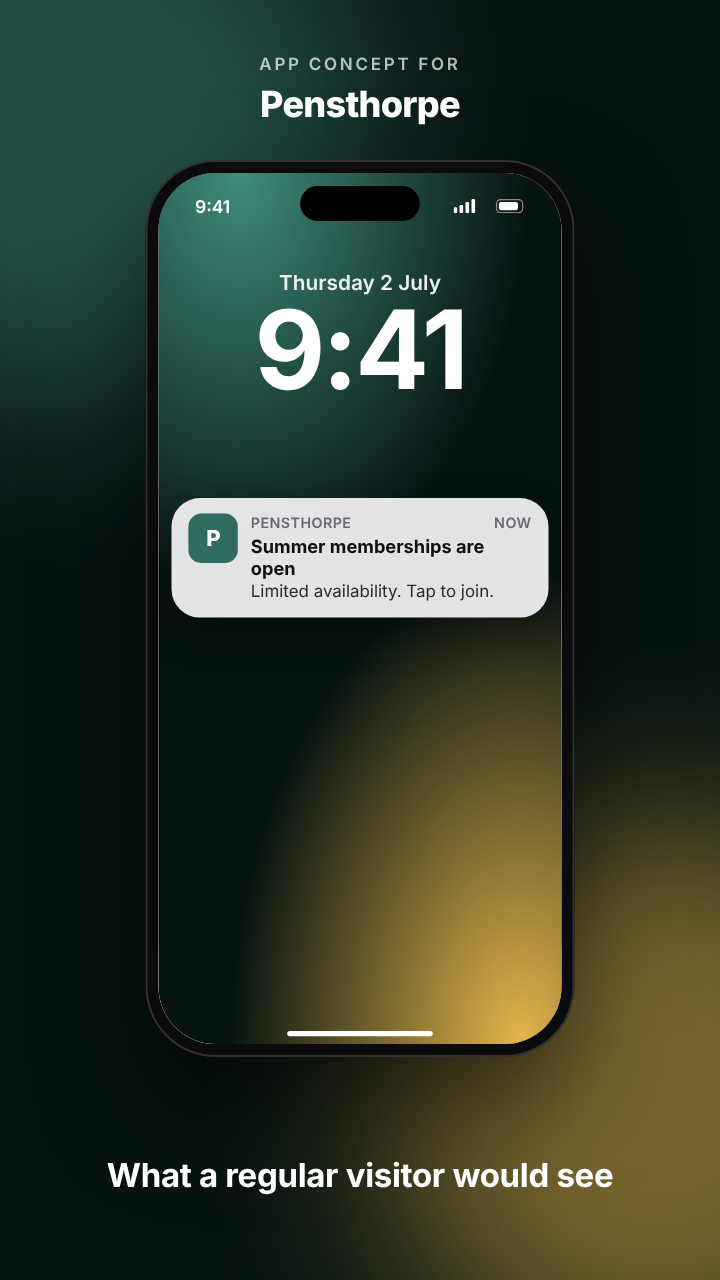 APP CONCEPT FOR
Pensthorpe
9:41
Thursday 2 July
9:41
P
PENSTHORPE
NOW
Summer memberships are
open
Limited availability. Tap to join.
What a regular visitor would see